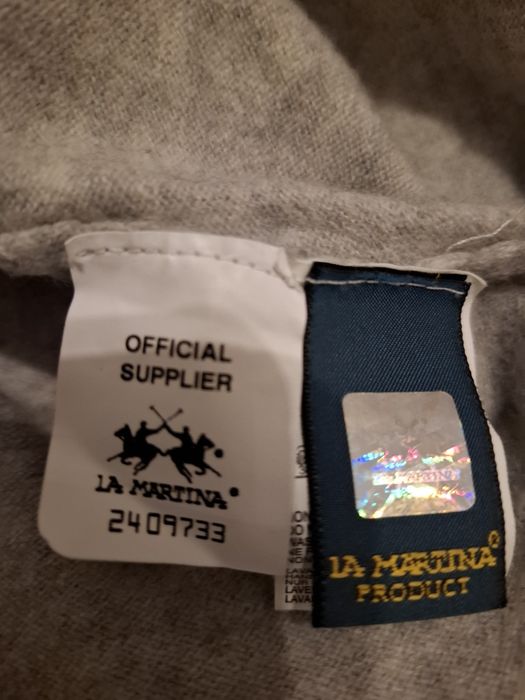 OFFICIAL
SUPPLIER
LA MARTINA®
2409733
LA MARTINA®
PRODUCT